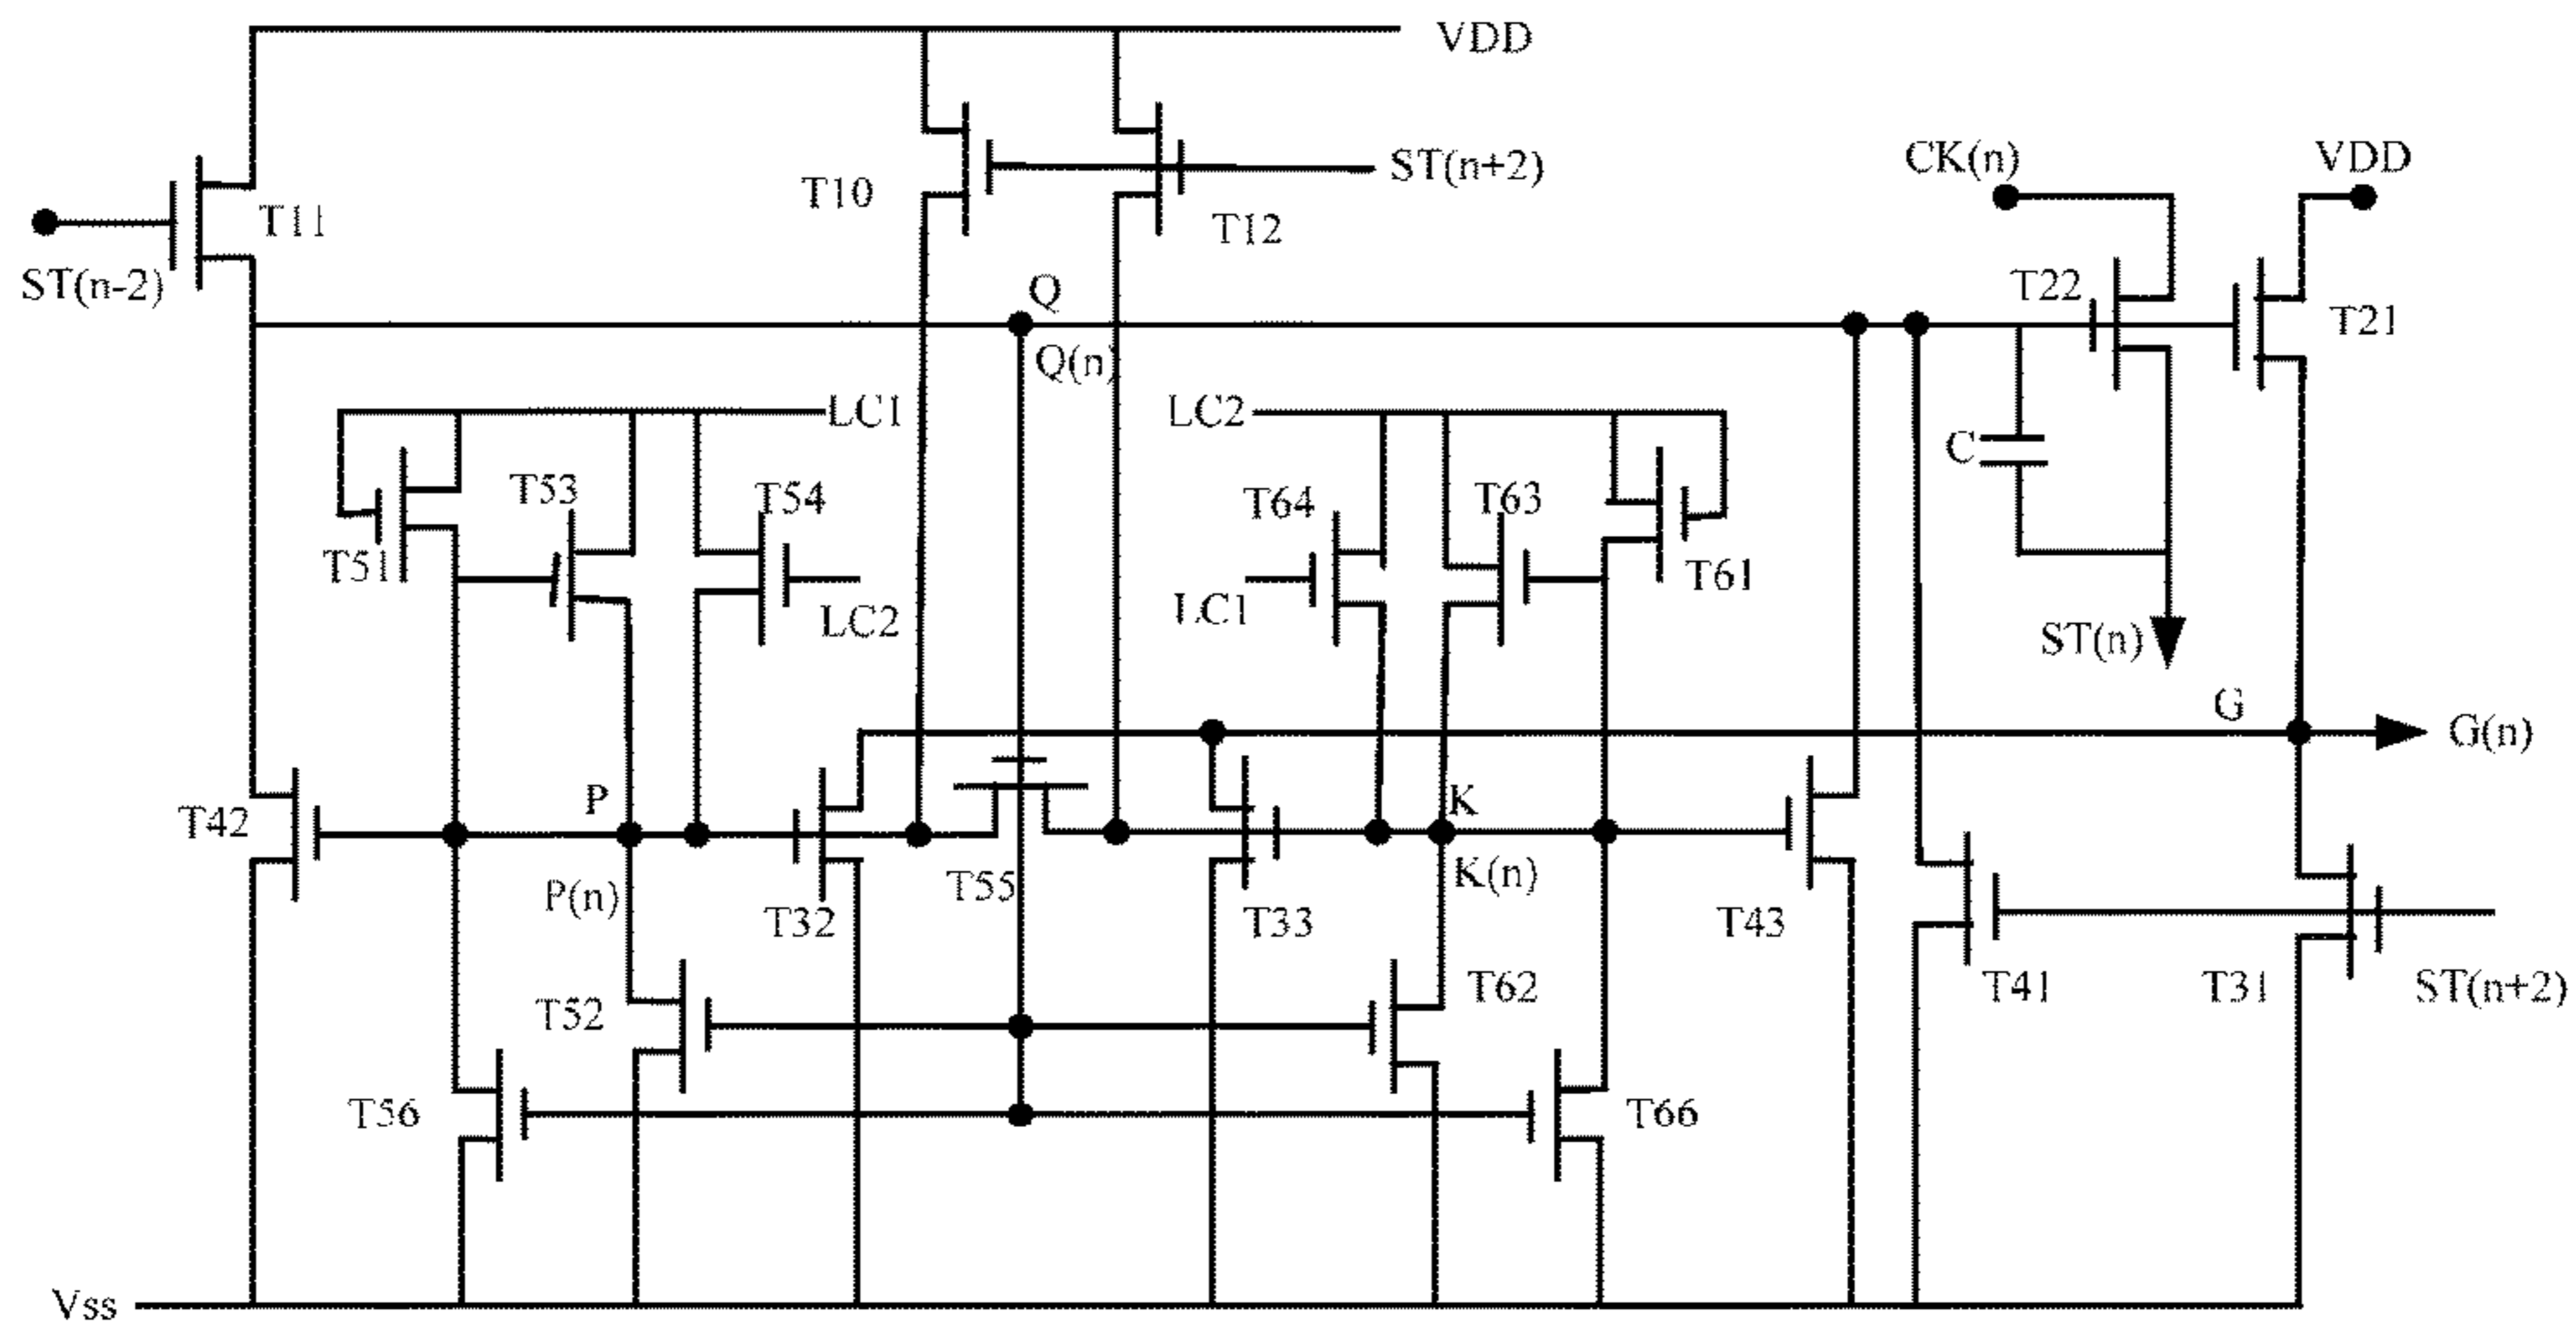 VDD
ST(n+2)
T10
T12
T11
ST(n-2)
CK(n)
VDD
T22
T21
Q
Q(n)
LC1
LC2
C
T53
T54
T51
LC2
T64
T63
T61
LC1
ST(n)
G
G(n)
T42
P
P(n)
T32
T55
T33
K
K(n)
T43
T41
T31
ST(n+2)
T52
T62
T56
T66
Vss